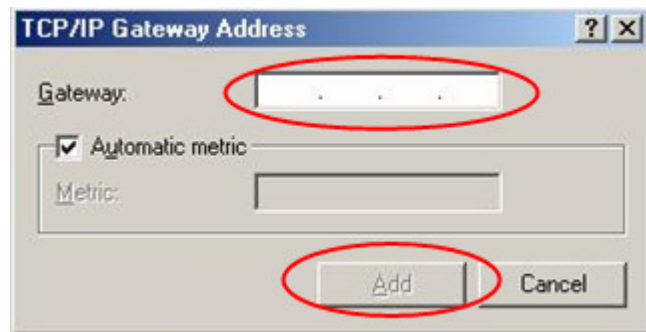 TCP/IP Gateway Address ? ×
Gateway: . . .
Automatic metric
Metric:
Add Cancel